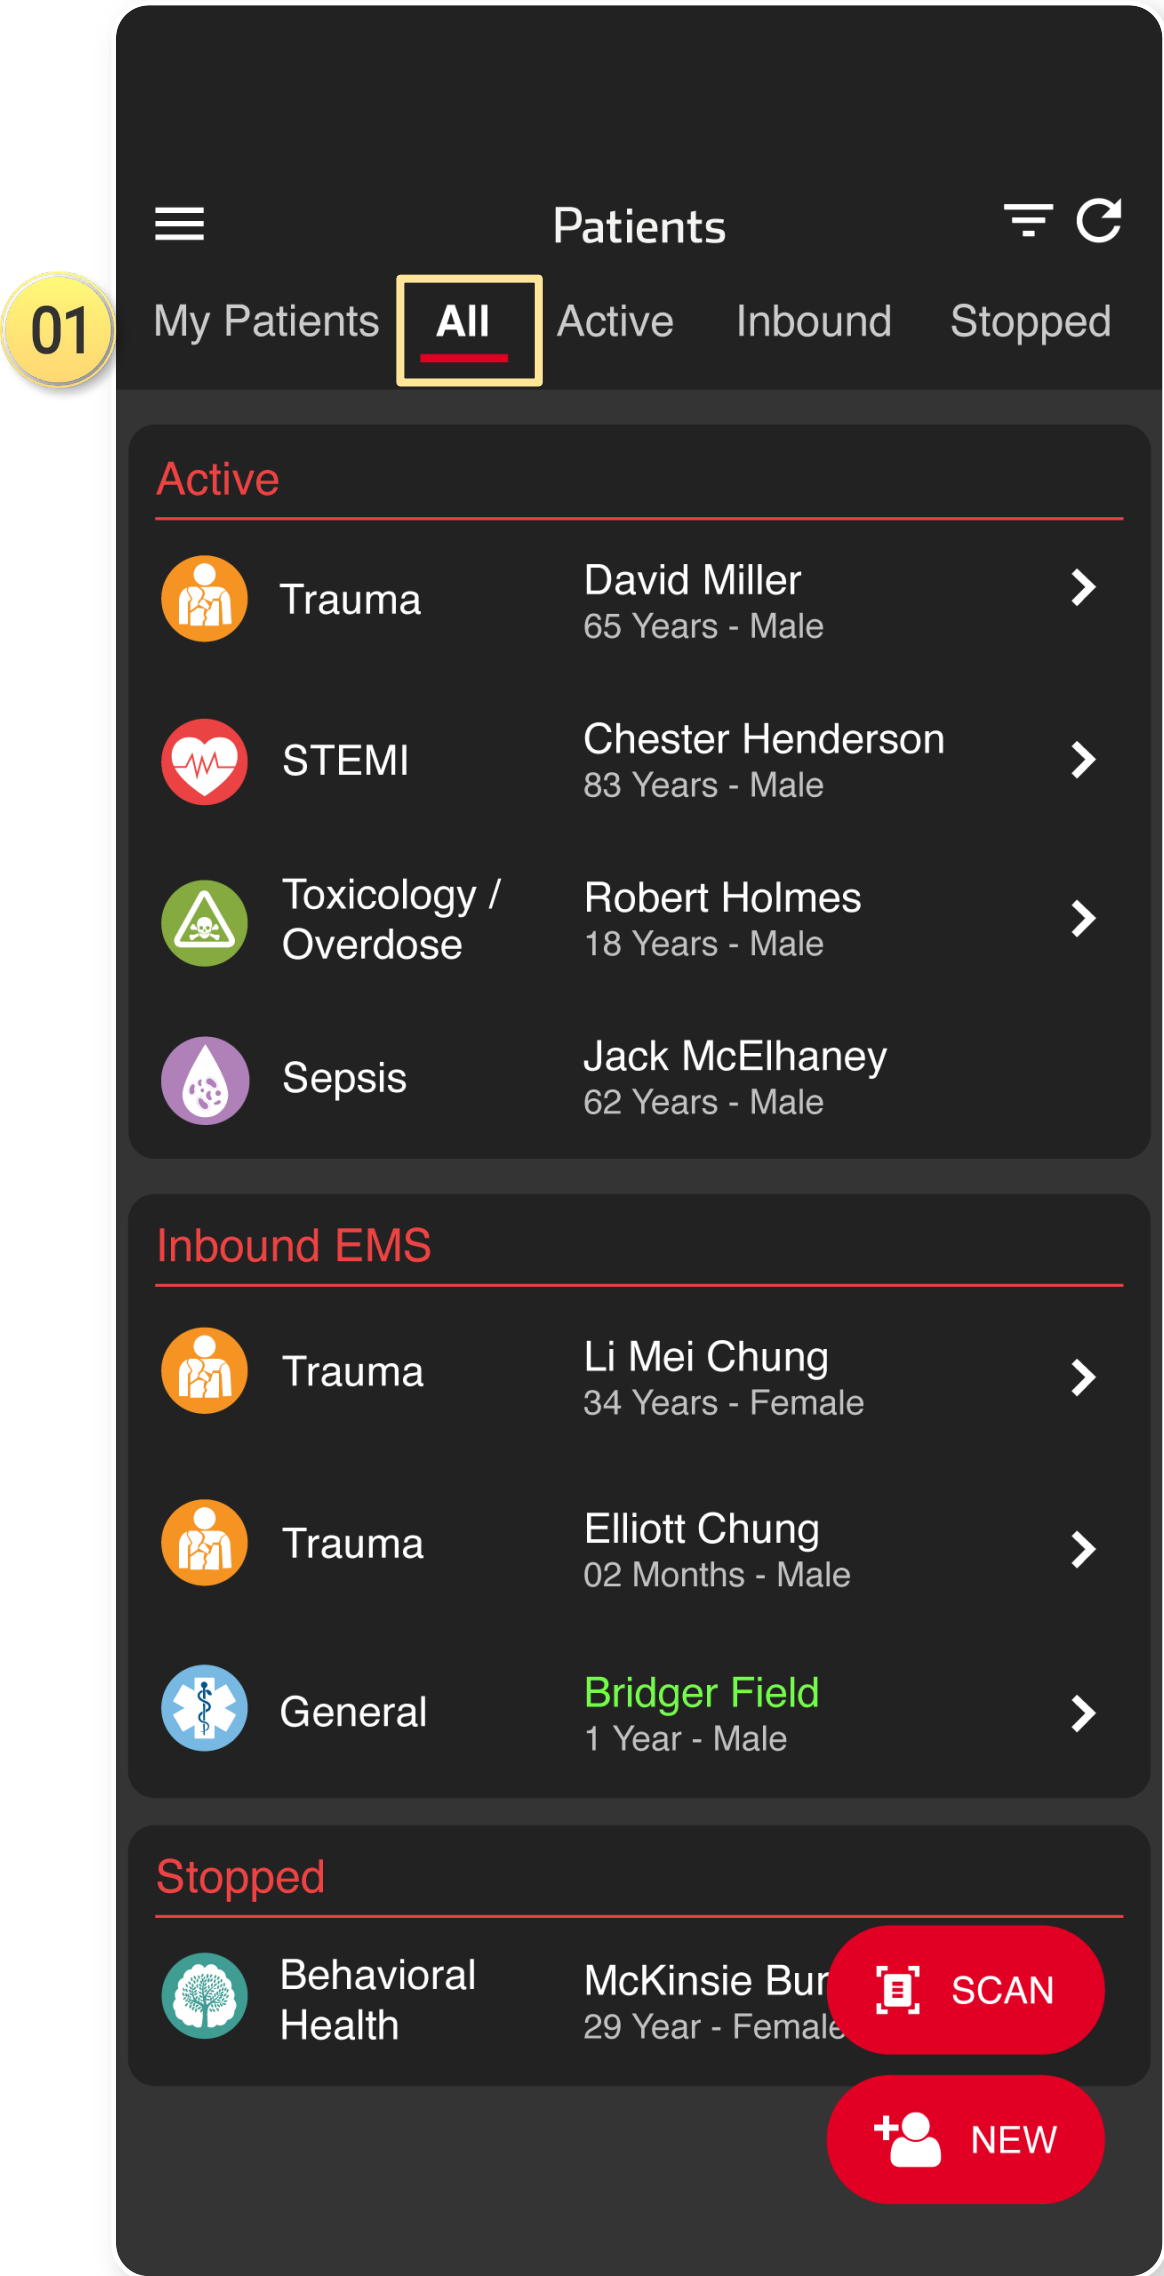 Patients
01
My Patients All Active Inbound Stopped
Active
Trauma
David Miller
65 Years - Male
STEMI
Chester Henderson
83 Years - Male
Toxicology /
Overdose
Robert Holmes
18 Years - Male
Sepsis
Jack McElhaney
62 Years - Male
Inbound EMS
Trauma
Li Mei Chung
34 Years - Female
Trauma
Elliott Chung
02 Months - Male
General
Bridger Field
1 Year - Male
Stopped
Behavioral
Health
McKinsie
29 Year - Female
SCAN
NEW